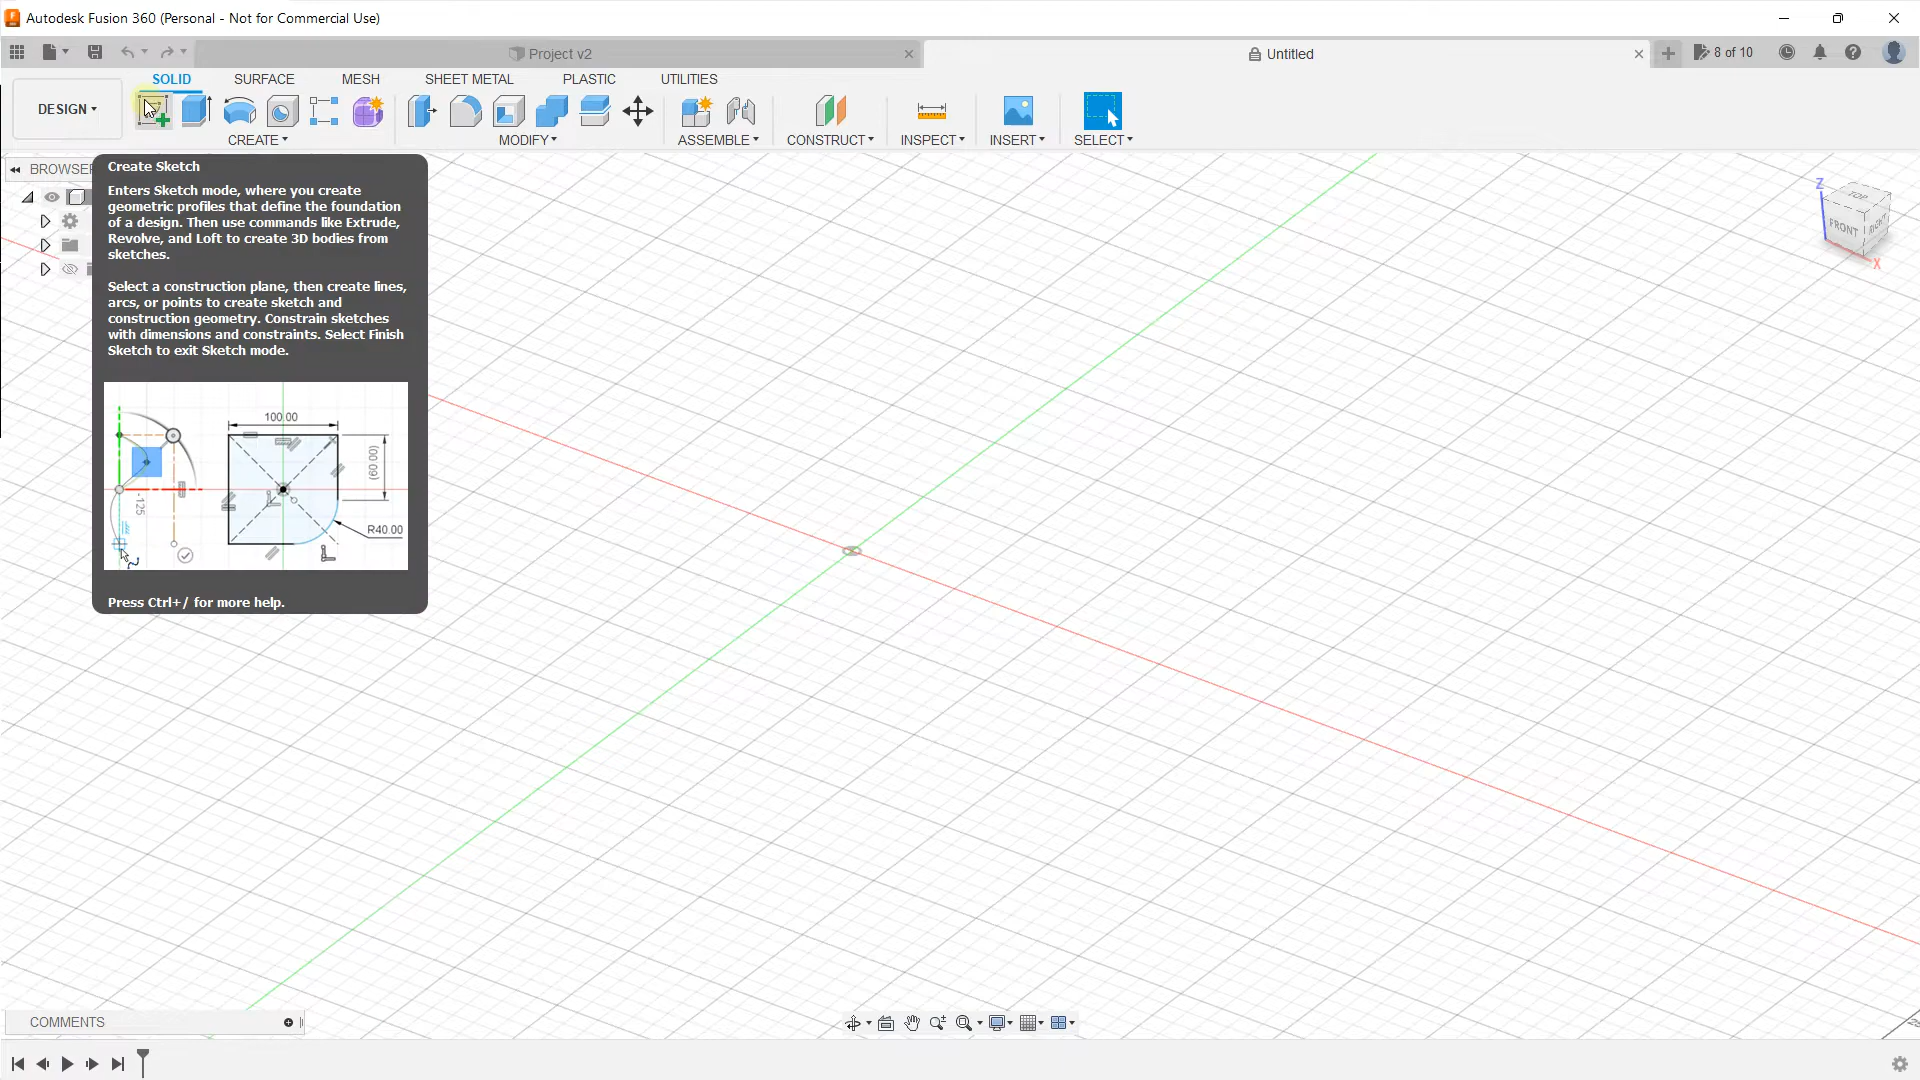 Autodesk Fusion 360 (Personal - Not for Commercial Use)
Project v2
Untitled
8 of 10
SOLID
SURFACE
MESH
SHEET METAL
PLASTIC
UTILITIES
DESIGN
CREATE
MODIFY
ASSEMBLE
CONSTRUCT
INSPECT
INSERT
SELECT
BROWSER
Create Sketch
Enters Sketch mode, where you create
geometric profiles that define the foundation
of a design. Then use commands like Extrude,
Revolve, and Loft to create 3D bodies from
sketches.
Select a construction plane, then create lines,
arcs, or points to create sketch and
construction geometry. Constrain sketches
with dimensions and constraints. Select Finish
Sketch to exit Sketch mode.
100.00
(60.00)
-125
R40.00
Press Ctrl+/ for more help.
Z
TOP
FRONT
RIGHT
X
COMMENTS